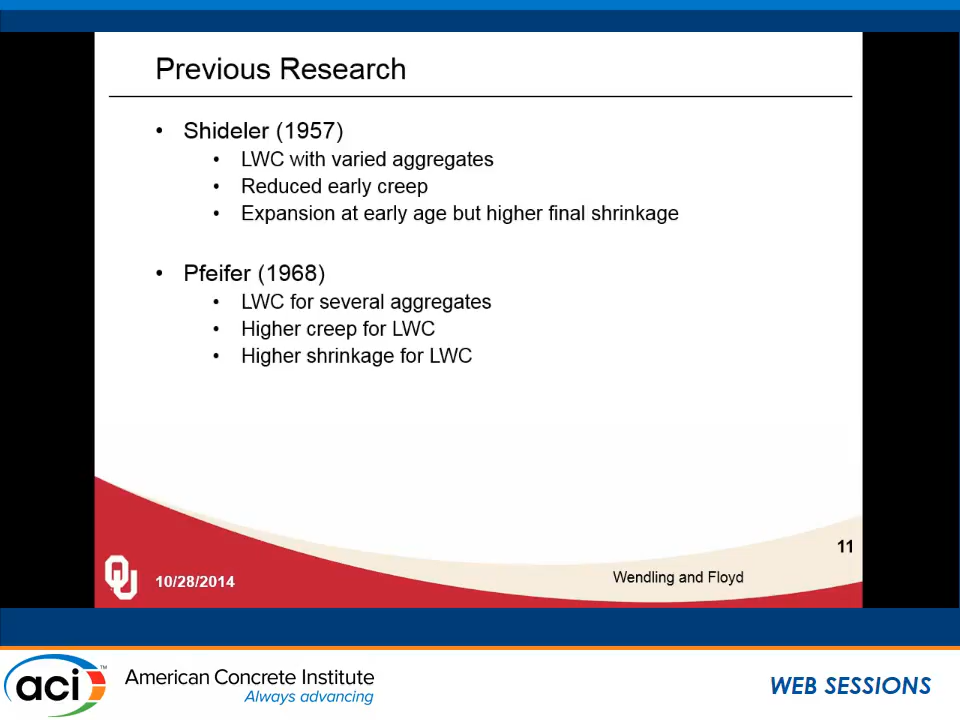 Previous Research
• Shideler (1957)
• LWC with varied aggregates
• Reduced early creep
• Expansion at early age but higher final shrinkage
• Pfeifer (1968)
• LWC for several aggregates
• Higher creep for LWC
• Higher shrinkage for LWC
11
OU
10/28/2014
Wendling and Floyd
aci™
American Concrete Institute
Always advancing
WEB SESSIONS